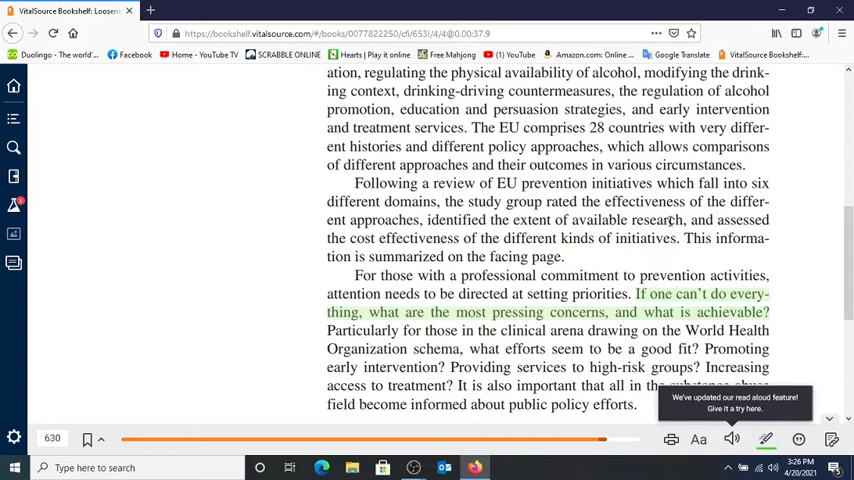 VitalSource Bookshelf: Loosene
https://bookshelf.vitalsource.com/#/books/0077822250/cfi/653!/4/4@0.00:37.9
Duolingo - The world'... Facebook Home - YouTube TV SCRABBLE ONLINE Hearts | Play it online Free Mahjong (1) YouTube Amazon.com: Online ... Google Translate VitalSource Bookshelf:...
ation, regulating the physical availability of alcohol, modifying the drink-
ing context, drinking-driving countermeasures, the regulation of alcohol
promotion, education and persuasion strategies, and early intervention
and treatment services. The EU comprises 28 countries with very differ-
ent histories and different policy approaches, which allows comparisons
of different approaches and their outcomes in various circumstances.
Following a review of EU prevention initiatives which fall into six
different domains, the study group rated the effectiveness of the differ-
ent approaches, identified the extent of available research, and assessed
the cost effectiveness of the different kinds of initiatives. This informa-
tion is summarized on the facing page.
For those with a professional commitment to prevention activities,
attention needs to be directed at setting priorities. If one can't do every-
thing, what are the most pressing concerns, and what is achievable?
Particularly for those in the clinical arena drawing on the World Health
Organization schema, what efforts seem to be a good fit? Promoting
early intervention? Providing services to high-risk groups? Increasing
access to treatment? It is also important that all in the substance abuse
field become informed about public policy efforts.
We've updated our read aloud feature!
Give it a try here.
630
Aa
Type here to search
3:26 PM
4/20/2021